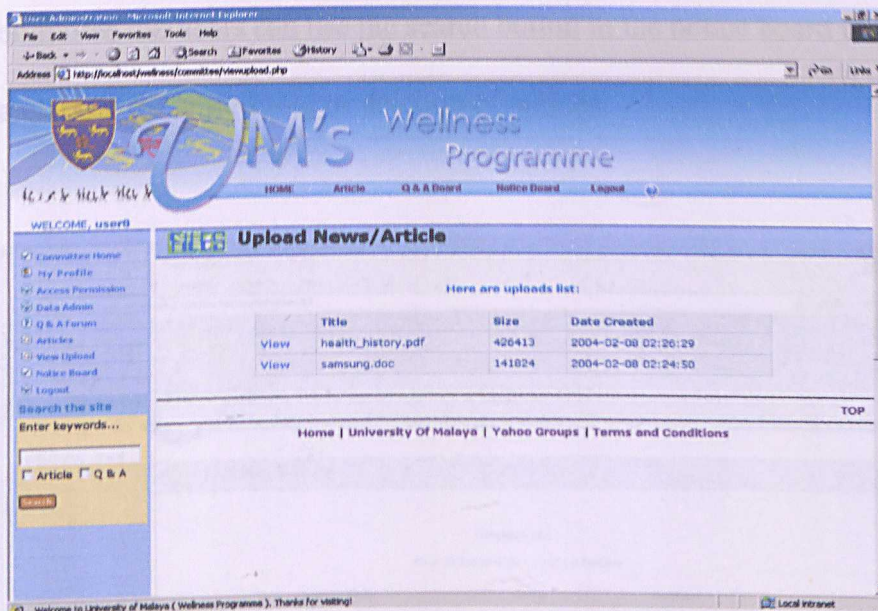 User Administration - Microsoft Internet Explorer
File Edit View Favorites Tools Help
Back Search Favorites History
Address http://localhost/wellness/committee/viewupload.php Links
UM's Wellness Programme
HOME Article Q & A Board Notice Board Logout
WELCOME, user0
Committee Home
My Profile
Access Permission
Data Admin
Q & A Forum
Articles
View Upload
Notice Board
Logout
Search the site
Enter keywords...
Article Q & A
Search
FILES Upload News/Article
Here are uploads list:
Title Size Date Created
View health_history.pdf 426413 2004-02-08 02:26:29
View samsung.doc 141824 2004-02-08 02:24:50
TOP
Home | University Of Malaya | Yahoo Groups | Terms and Conditions
Welcome to University of Malaya ( Wellness Programme ), Thanks for visiting!
Local intranet